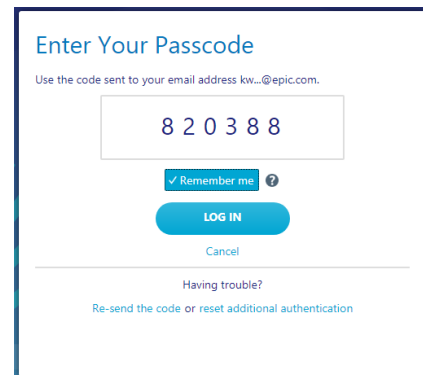 Enter Your Passcode
Use the code sent to your email address kw...@epic.com.
820388
✓ Remember me ?
LOG IN
Cancel
Having trouble?
Re-send the code or reset additional authentication